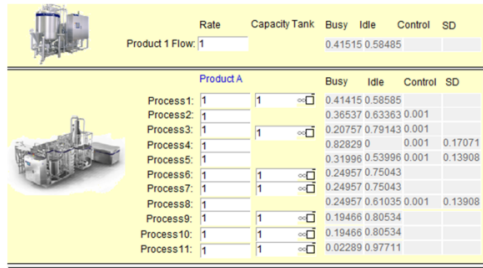 Rate Capacity Tank Busy Idle Control SD
Product 1 Flow: 1 0.41515 0.58485
Product A Busy Idle Control SD
Process1: 1 1 ∞ 0.41415 0.58585
Process2: 1 0.36537 0.63363 0.001
Process3: 1 1 ∞ 0.20757 0.79143 0.001
Process4: 1 0.82829 0 0.001 0.17071
Process5: 1 0.31996 0.53996 0.001 0.13908
Process6: 1 1 ∞ 0.24957 0.75043
Process7: 1 1 ∞ 0.24957 0.75043
Process8: 1 0.24957 0.61035 0.001 0.13908
Process9: 1 1 ∞ 0.19466 0.80534
Process10: 1 1 ∞ 0.19466 0.80534
Process11: 1 1 ∞ 0.02289 0.97711